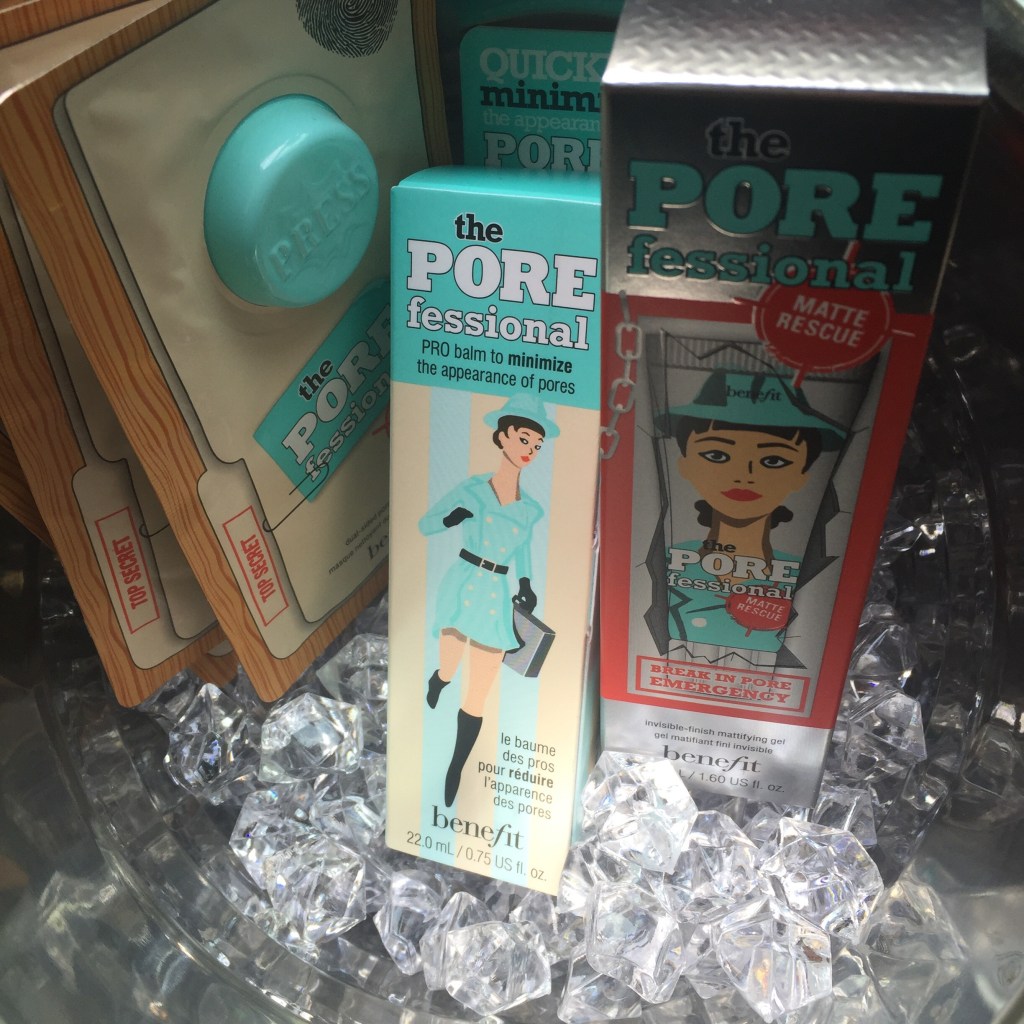 PRESS
the
POR
fessiona
TOP SECRET
TOP SECRET
QUICK
minimi
the appearan
PORE
the
PORE
fessional
PRO balm to minimize
the appearance of pores
le baume
des pros
pour réduire
l'apparence
des pores
benefit
22.0 mL / 0.75 US fl. oz.
the
PORE
fessional
MATTE
RESCUE
benefit
the
PORE
fessional
MATTE
RESCUE
BREAK IN PORE
EMERGENCY
invisible-finish mattifying gel
gel matifiant fini invisible
benefit
L / 1.60 US fl. oz.